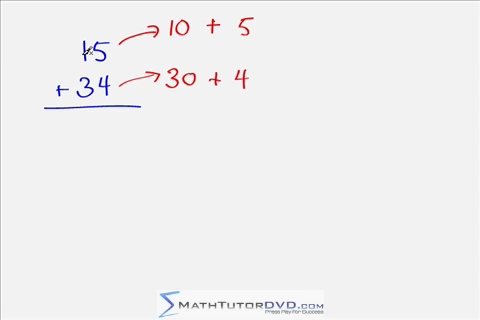 15 → 10 + 5
+ 34 → 30 + 4
MATHTUTORDVD.COM
Press Play For Success